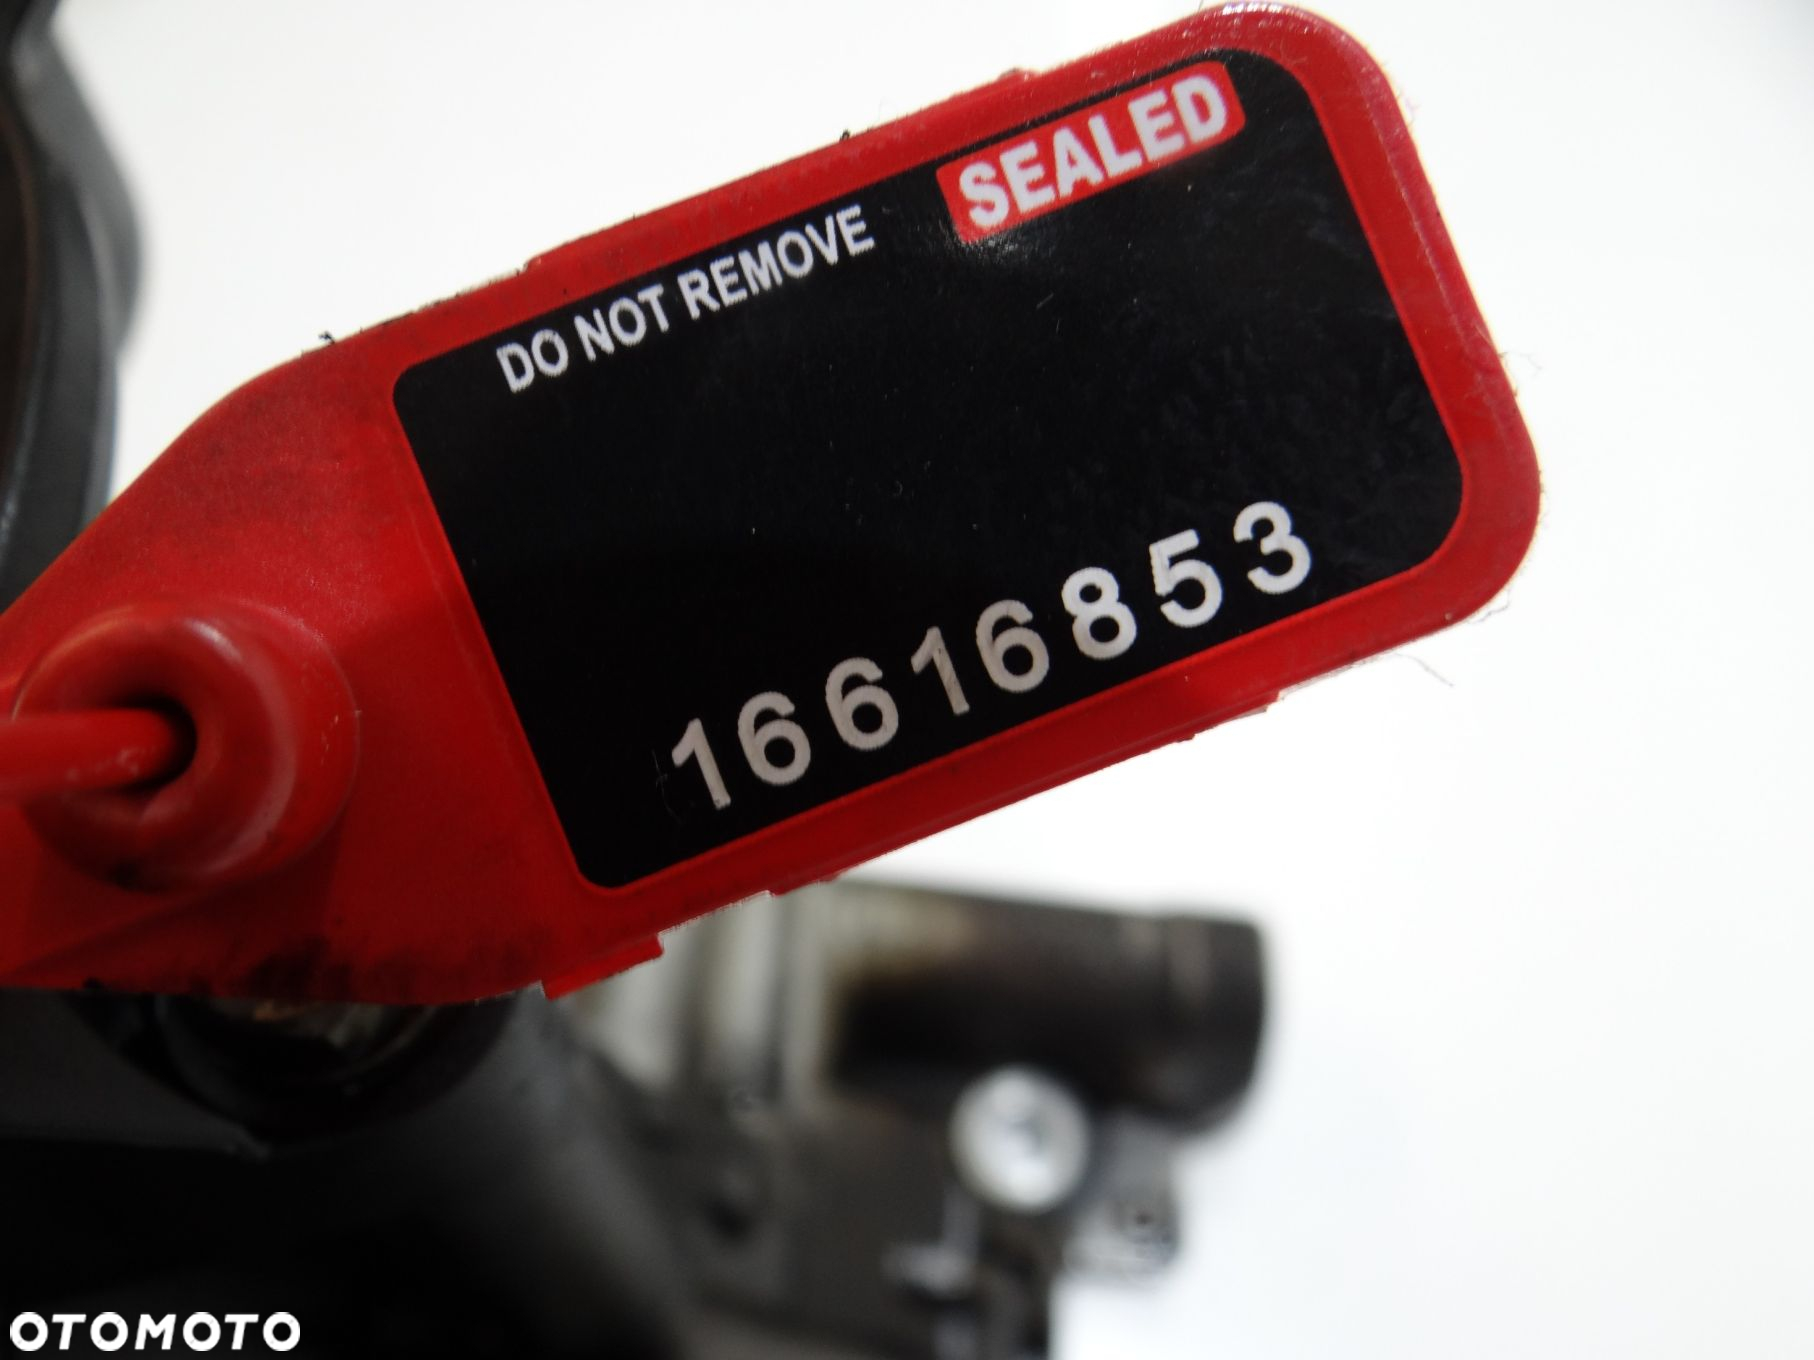 SEALED
DO NOT REMOVE
16616853
OTOMOTO